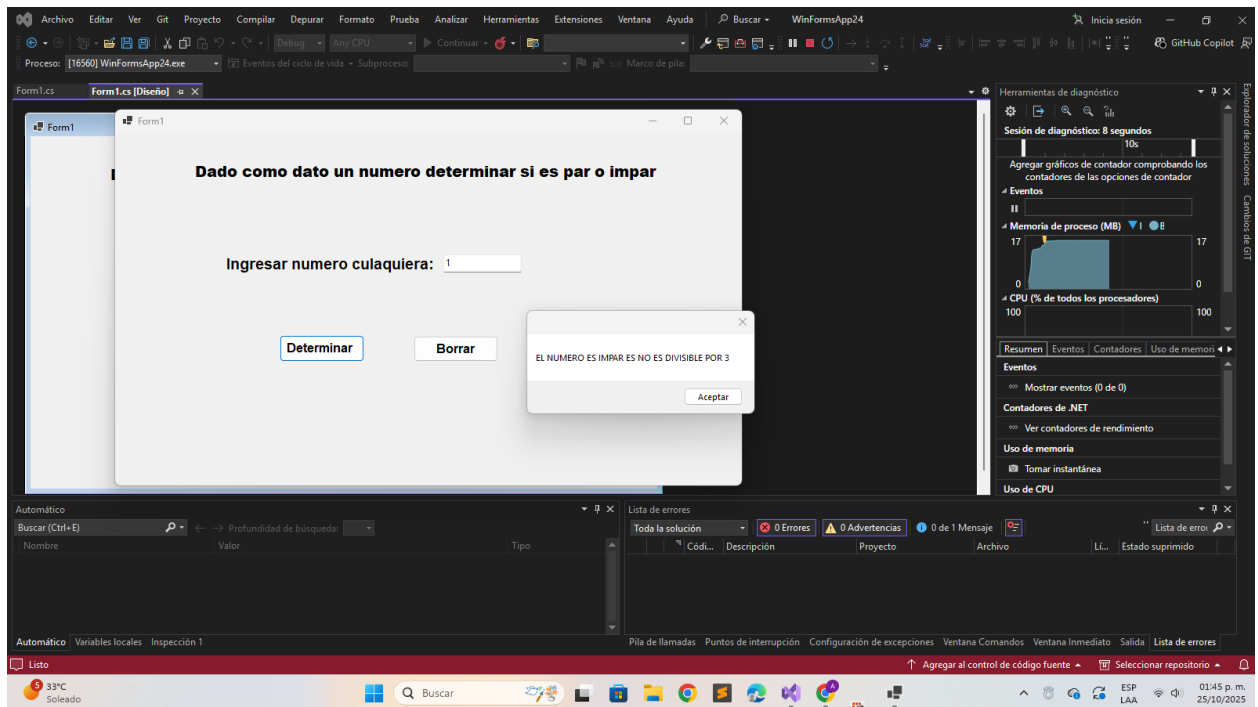 Archivo Editar Ver Git Proyecto Compilar Depurar Formato Prueba Analizar Herramientas Extensiones Ventana Ayuda Buscar WinFormsApp24 Inicia sesión
Debug Any CPU Continuar GitHub Copilot
Proceso: [16560] WinFormsApp24.exe Eventos del ciclo de vida Subproceso: Marco de pila:
Form1.cs Form1.cs [Diseño]
Form1
D
Form1
Dado como dato un numero determinar si es par o impar
Ingresar numero culaquiera: 1
Determinar Borrar
EL NUMERO ES IMPAR ES NO ES DIVISIBLE POR 3
Aceptar
Herramientas de diagnóstico
Sesión de diagnóstico: 8 segundos
10s
Agregar gráficos de contador comprobando los
contadores de las opciones de contador
Eventos
Memoria de proceso (MB)
17 17
0 0
CPU (% de todos los procesadores)
100 100
Resumen Eventos Contadores Uso de memori
Eventos
Mostrar eventos (0 de 0)
Contadores de .NET
Ver contadores de rendimiento
Uso de memoria
Tomar instantánea
Uso de CPU
Explorador de soluciones
Cambios de GIT
Automático
Buscar (Ctrl+E) Profundidad de búsqueda:
Nombre Valor Tipo
Automático Variables locales Inspección 1
Lista de errores
Toda la solución 0 Errores 0 Advertencias 0 de 1 Mensaje Lista de error
Códi... Descripción Proyecto Archivo Lí... Estado suprimido
Pila de llamadas Puntos de interrupción Configuración de excepciones Ventana Comandos Ventana Inmediato Salida Lista de errores
Listo Agregar al control de código fuente Seleccionar repositorio
5 33°C
Soleado
Buscar
ESP
LAA
01:45 p. m.
25/10/2025